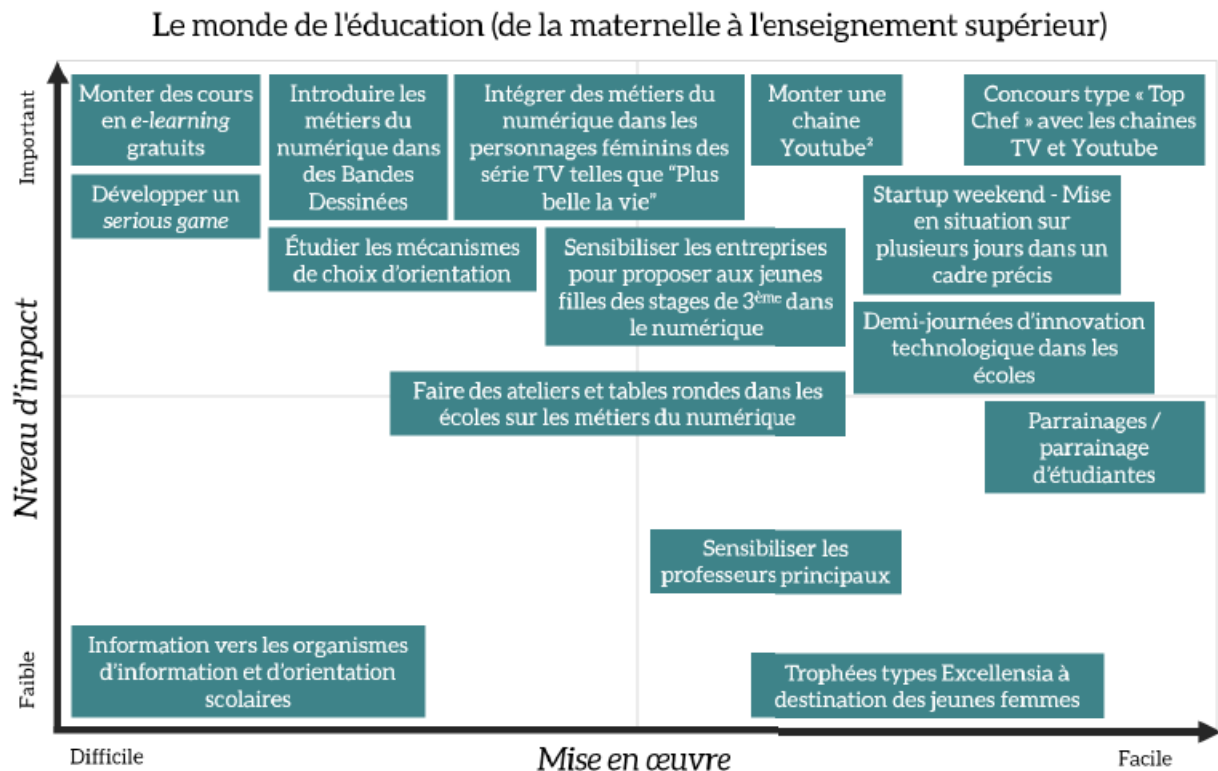 Le monde de l'éducation (de la maternelle à l'enseignement supérieur)
Important
Niveau d'impact
Faible
Monter des cours
en e-learning
gratuits
Introduire les
métiers du
numérique dans
des Bandes
Dessinées
Intégrer des métiers du
numérique dans les
personnages féminins des
série TV telles que “Plus
belle la vie”
Monter une
chaine
Youtube²
Concours type « Top
Chef » avec les chaines
TV et Youtube
Développer un
serious game
Startup weekend - Mise
en situation sur
plusieurs jours dans un
cadre précis
Étudier les mécanismes
de choix d'orientation
Sensibiliser les entreprises
pour proposer aux jeunes
filles des stages de 3ème dans
le numérique
Demi-journées d'innovation
technologique dans les
écoles
Faire des ateliers et tables rondes dans les
écoles sur les métiers du numérique
Parrainages /
parrainage
d'étudiantes
Sensibiliser les
professeurs principaux
Information vers les organismes
d'information et d'orientation
scolaires
Trophées types Excellensia à
destination des jeunes femmes
Difficile
Mise en œuvre
Facile